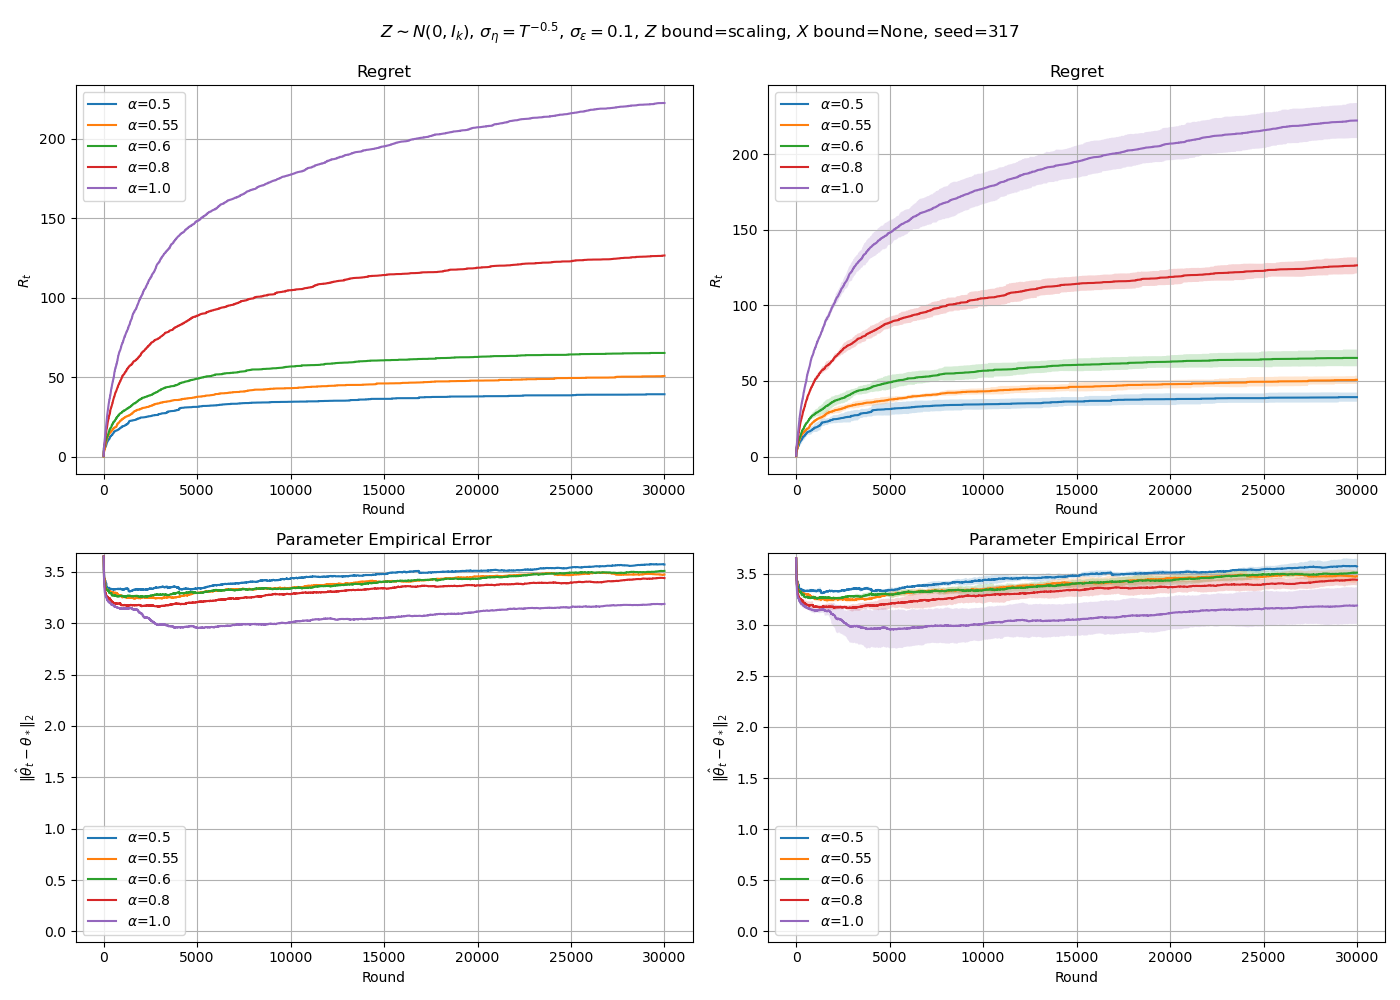 Z ∼ N(0, I_k), σ_η = T^{−0.5}, σ_ε = 0.1, Z bound=scaling, X bound=None, seed=317
Regret
R_t
200
150
100
50
0
α=0.5
α=0.55
α=0.6
α=0.8
α=1.0
0 5000 10000 15000 20000 25000 30000
Round
Regret
R_t
200
150
100
50
0
α=0.5
α=0.55
α=0.6
α=0.8
α=1.0
0 5000 10000 15000 20000 25000 30000
Round
Parameter Empirical Error
‖θ̂_t − θ_*‖_2
3.5
3.0
2.5
2.0
1.5
1.0
0.5
0.0
α=0.5
α=0.55
α=0.6
α=0.8
α=1.0
0 5000 10000 15000 20000 25000 30000
Round
Parameter Empirical Error
‖θ̂_t − θ_*‖_2
3.5
3.0
2.5
2.0
1.5
1.0
0.5
0.0
α=0.5
α=0.55
α=0.6
α=0.8
α=1.0
0 5000 10000 15000 20000 25000 30000
Round